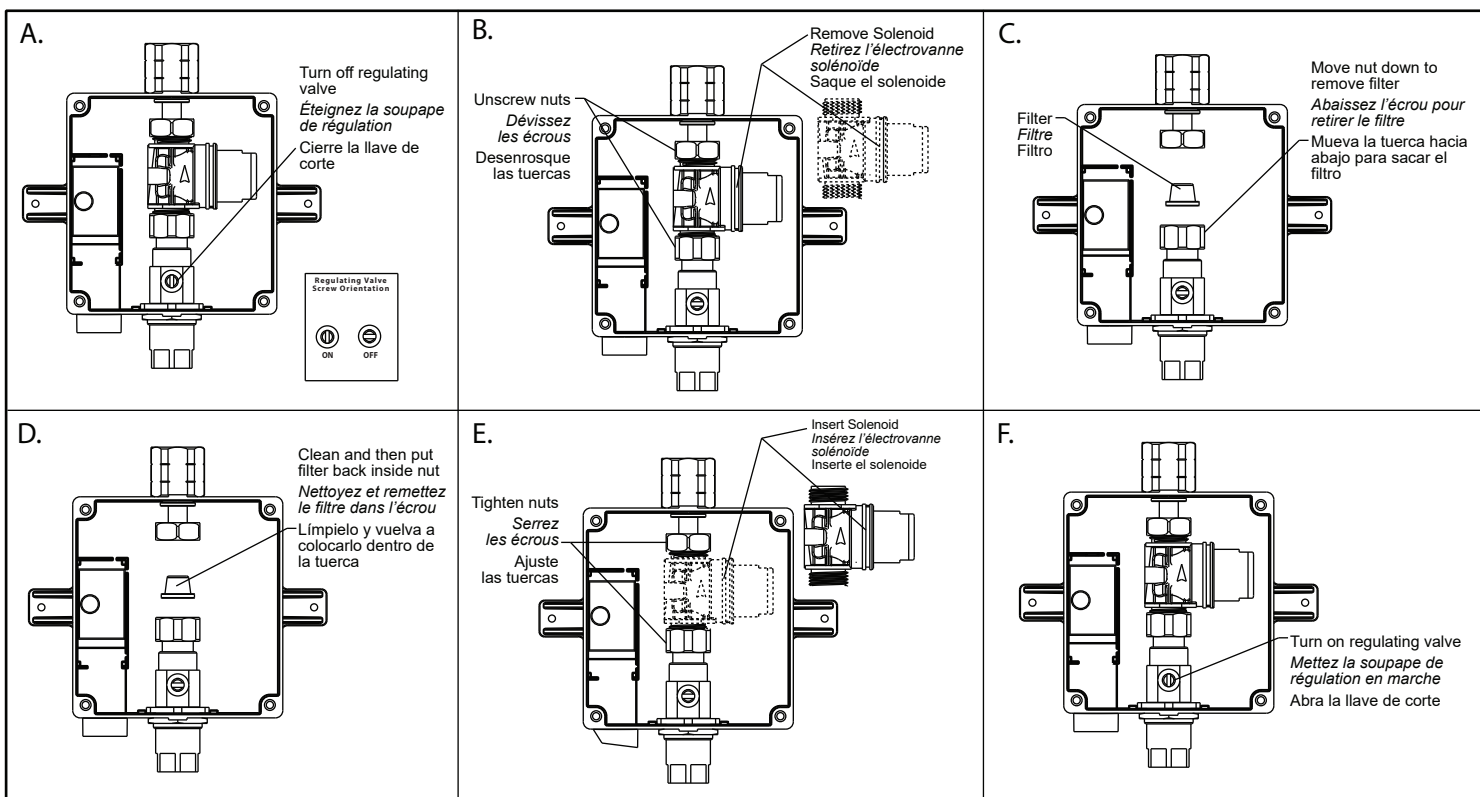 A.
Turn off regulating
valve
Éteignez la soupape
de régulation
Cierre la llave de
corte
Regulating Valve
Screw Orientation
ON
OFF
B.
Remove Solenoid
Retirez l’électrovanne
solénoïde
Saque el solenoide
Unscrew nuts
Dévissez
les écrous
Desenrosque
las tuercas
C.
Move nut down to
remove filter
Abaissez l’écrou pour
retirer le filtre
Mueva la tuerca hacia
abajo para sacar el
filtro
Filter
Filtre
Filtro
D.
Clean and then put
filter back inside nut
Nettoyez et remettez
le filtre dans l’écrou
Límpielo y vuelva a
colocarlo dentro de
la tuerca
E.
Insert Solenoid
Insérez l’électrovanne
solénoïde
Inserte el solenoide
Tighten nuts
Serrez
les écrous
Ajuste
las tuercas
F.
Turn on regulating valve
Mettez la soupape de
régulation en marche
Abra la llave de corte